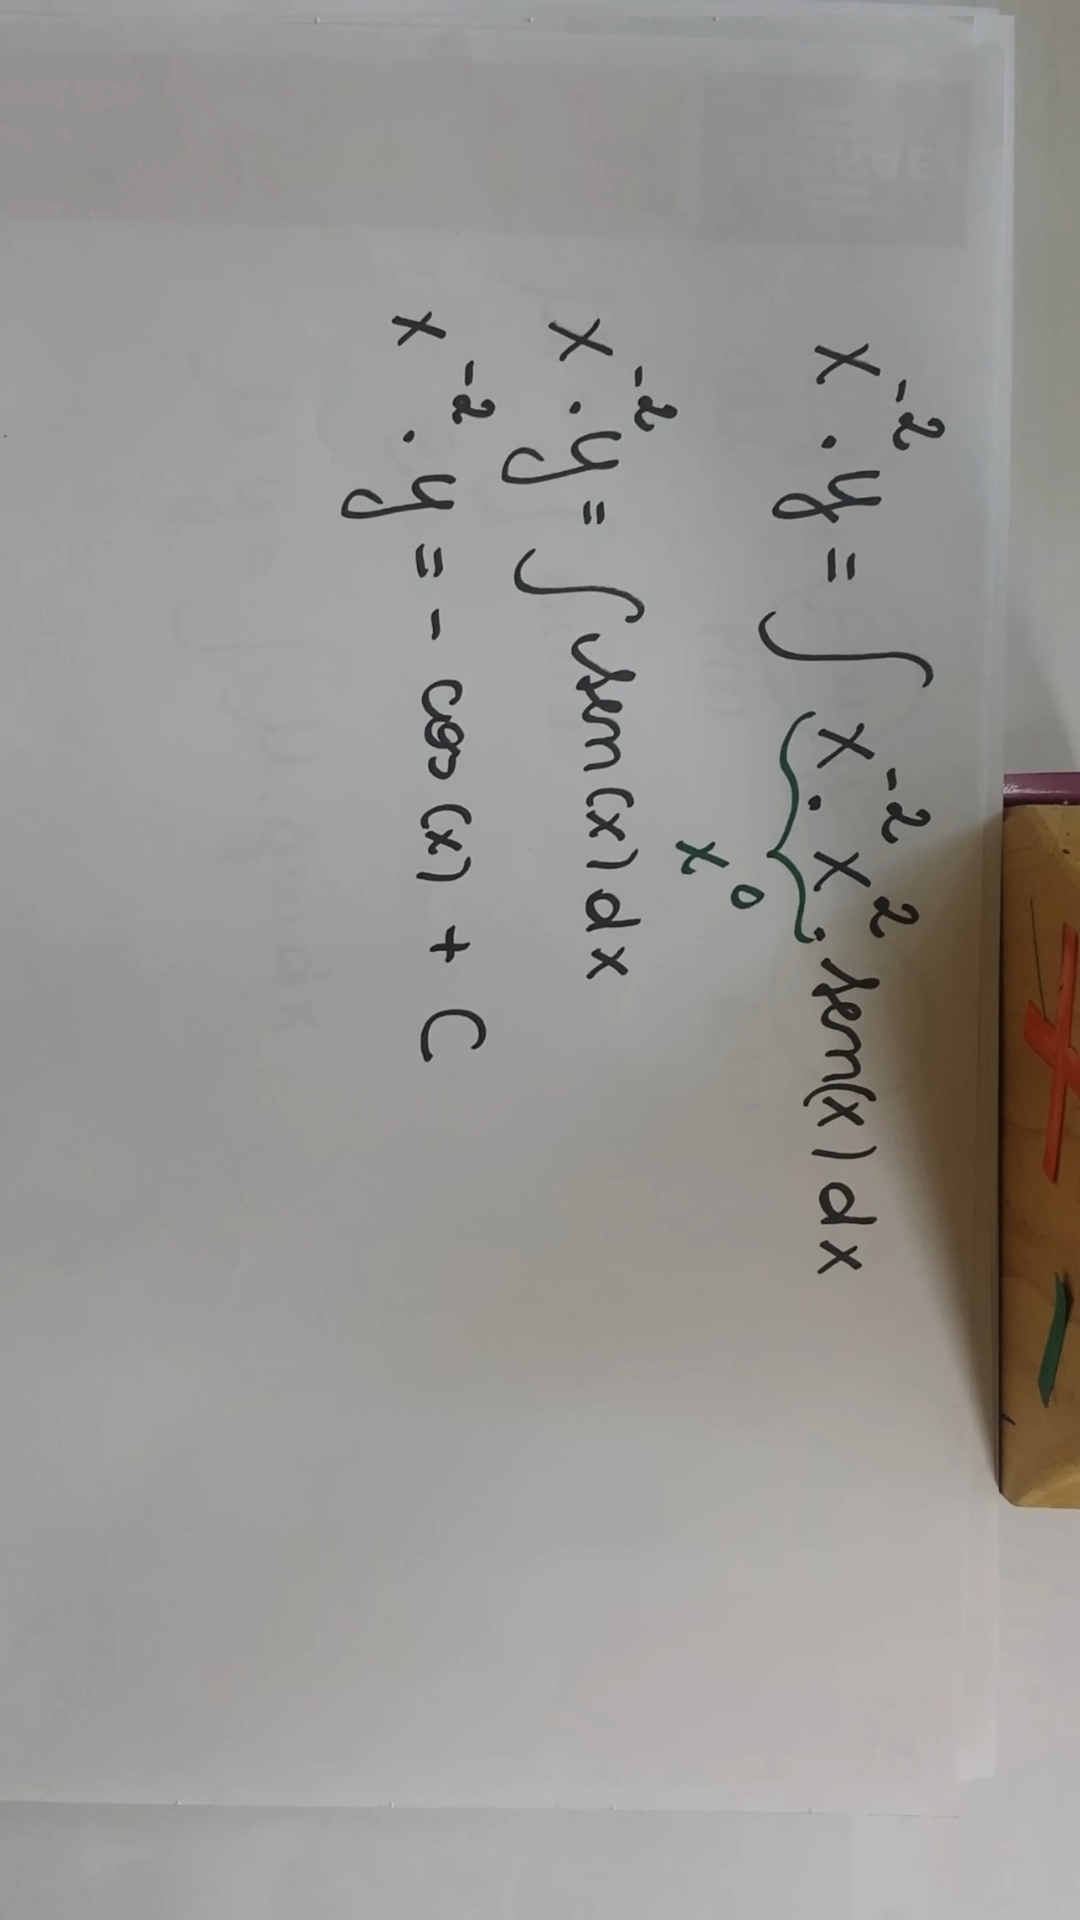 x⁻² · y = ∫ x⁻² · x² · sen(x) dx
x⁰
x⁻² · y = ∫ sen(x) dx
x⁻² · y = - cos(x) + C